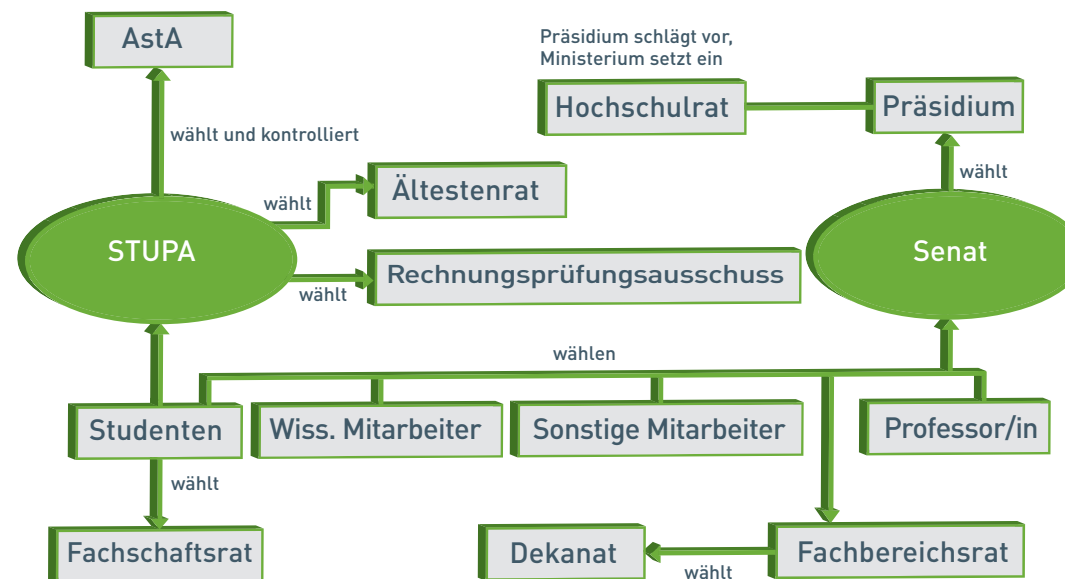 AstA
Präsidium schlägt vor,
Ministerium setzt ein
Hochschulrat
Präsidium
wählt und kontrolliert
wählt
Ältestenrat
wählt
STUPA
Senat
Rechnungsprüfungsausschuss
wählt
wählen
Studenten
Wiss. Mitarbeiter
Sonstige Mitarbeiter
Professor/in
wählt
Fachschaftsrat
Dekanat
wählt
Fachbereichsrat